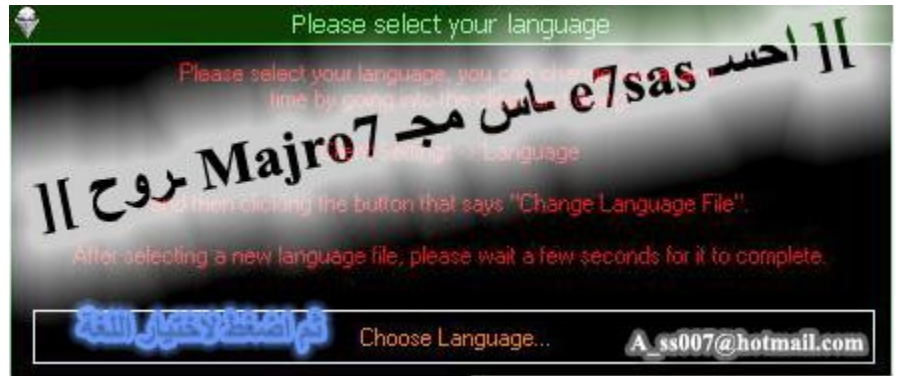 Please select your language
Please select your language, you can change
time by going into the
Language
and then clicking the button that says "Change Language File".
After selecting a new language file, please wait a few seconds for it to complete.
][ احسـ e7sas ـاس مجـ Majro7 ـروح ][
ثم اضغط لاختيار اللغة
Choose Language...
A_ss007@hotmail.com